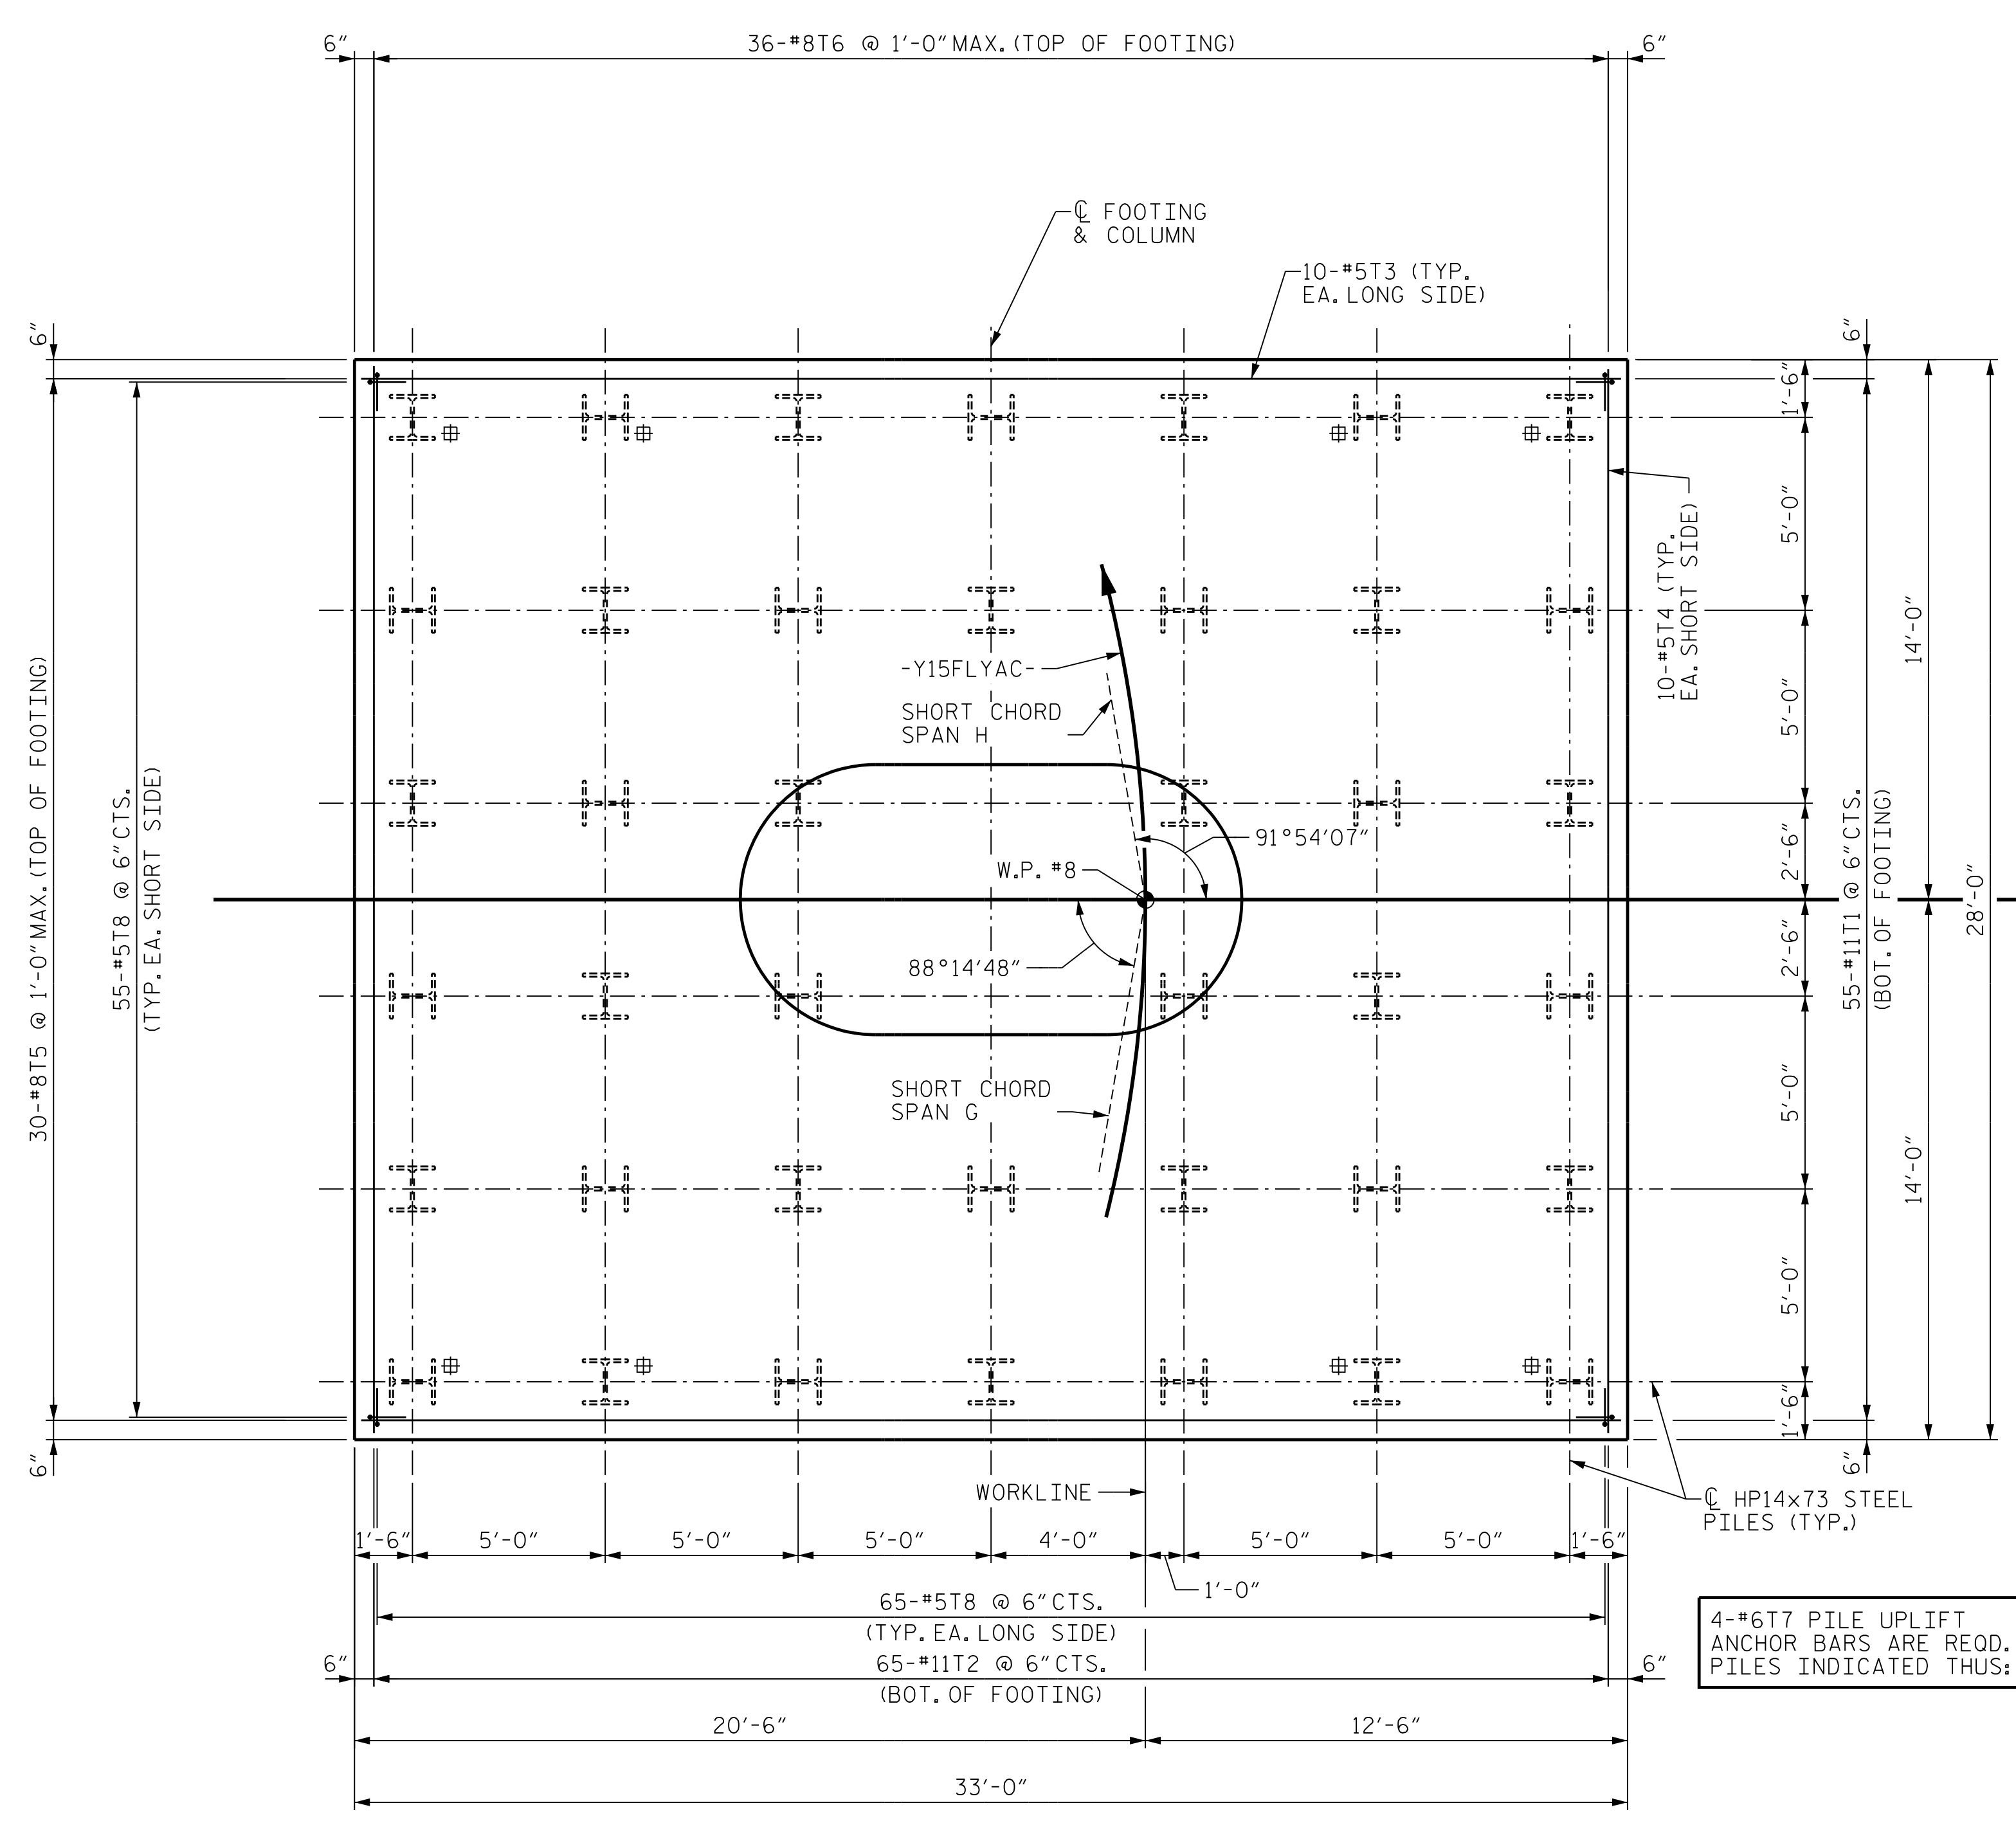 6" 36-#8T6 @ 1'-0"MAX.(TOP OF FOOTING) 6"
℄ FOOTING
& COLUMN
10-#5T3 (TYP.
EA.LONG SIDE)
6"
30-#8T5 @ 1'-0"MAX.(TOP OF FOOTING)
6"
55-#5T8 @ 6"CTS.
(TYP.EA.SHORT SIDE)
10-#5T4 (TYP.
EA.SHORT SIDE)
-Y15FLYAC-
SHORT CHORD
SPAN H
91°54'07"
W.P. #8
88°14'48"
SHORT CHORD
SPAN G
1'-6"
5'-0"
5'-0"
2'-6"
2'-6"
5'-0"
5'-0"
1'-6"
6"
55-#11T1 @ 6"CTS.
(BOT.OF FOOTING)
6"
14'-0"
14'-0"
28'-0"
WORKLINE
℄ HP14x73 STEEL
PILES (TYP.)
1'-6" 5'-0" 5'-0" 5'-0" 4'-0" 5'-0" 5'-0" 1'-6"
1'-0"
65-#5T8 @ 6"CTS.
(TYP.EA.LONG SIDE)
6" 65-#11T2 @ 6"CTS. 6"
(BOT.OF FOOTING)
20'-6" 12'-6"
33'-0"
4-#6T7 PILE UPLIFT
ANCHOR BARS ARE REQD.
PILES INDICATED THUS: